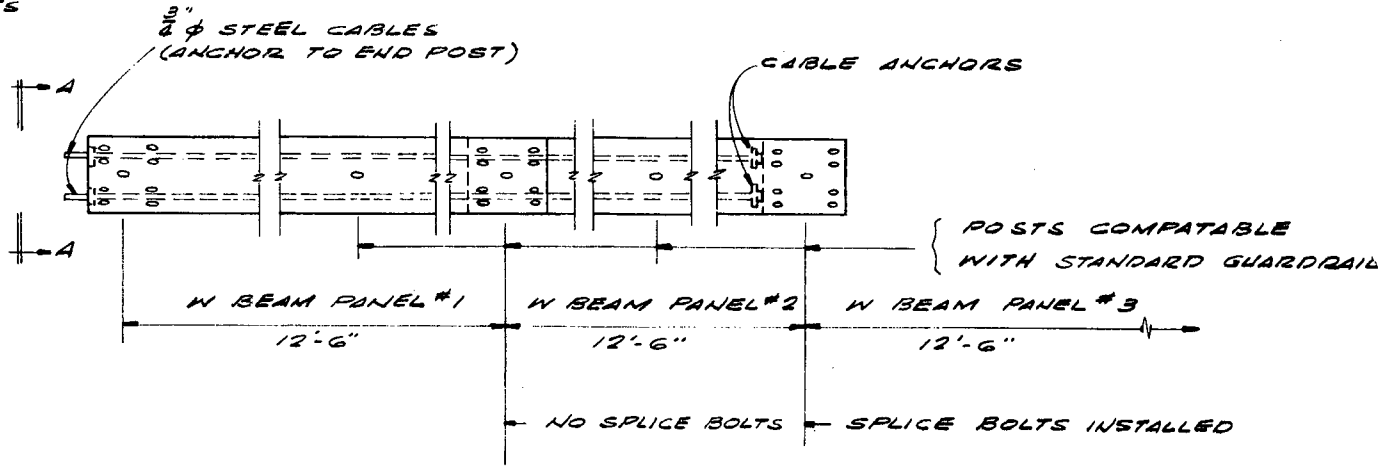 3/4" ϕ STEEL CABLES
(ANCHOR TO END POST)
CABLE ANCHORS
A
A
POSTS COMPATABLE
WITH STANDARD GUARDRAIL
W BEAM PANEL #1
W BEAM PANEL #2
W BEAM PANEL #3
12'-6"
12'-6"
12'-6"
NO SPLICE BOLTS
SPLICE BOLTS INSTALLED